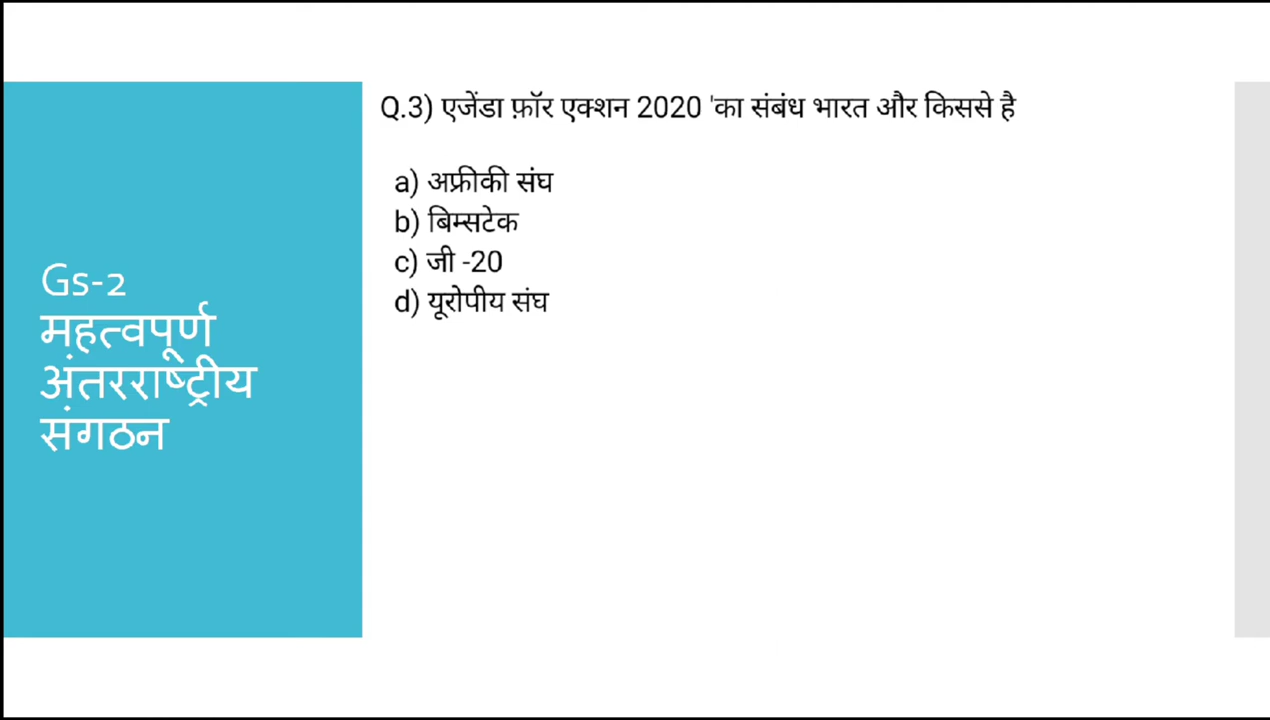 Q.3) एजेंडा फ़ॉर एक्शन 2020 'का संबंध भारत और किससे है
a) अफ्रीकी संघ
b) बिम्सटेक
c) जी -20
d) यूरोपीय संघ
Gs-2
महत्वपूर्ण
अंतरराष्ट्रीय
संगठन